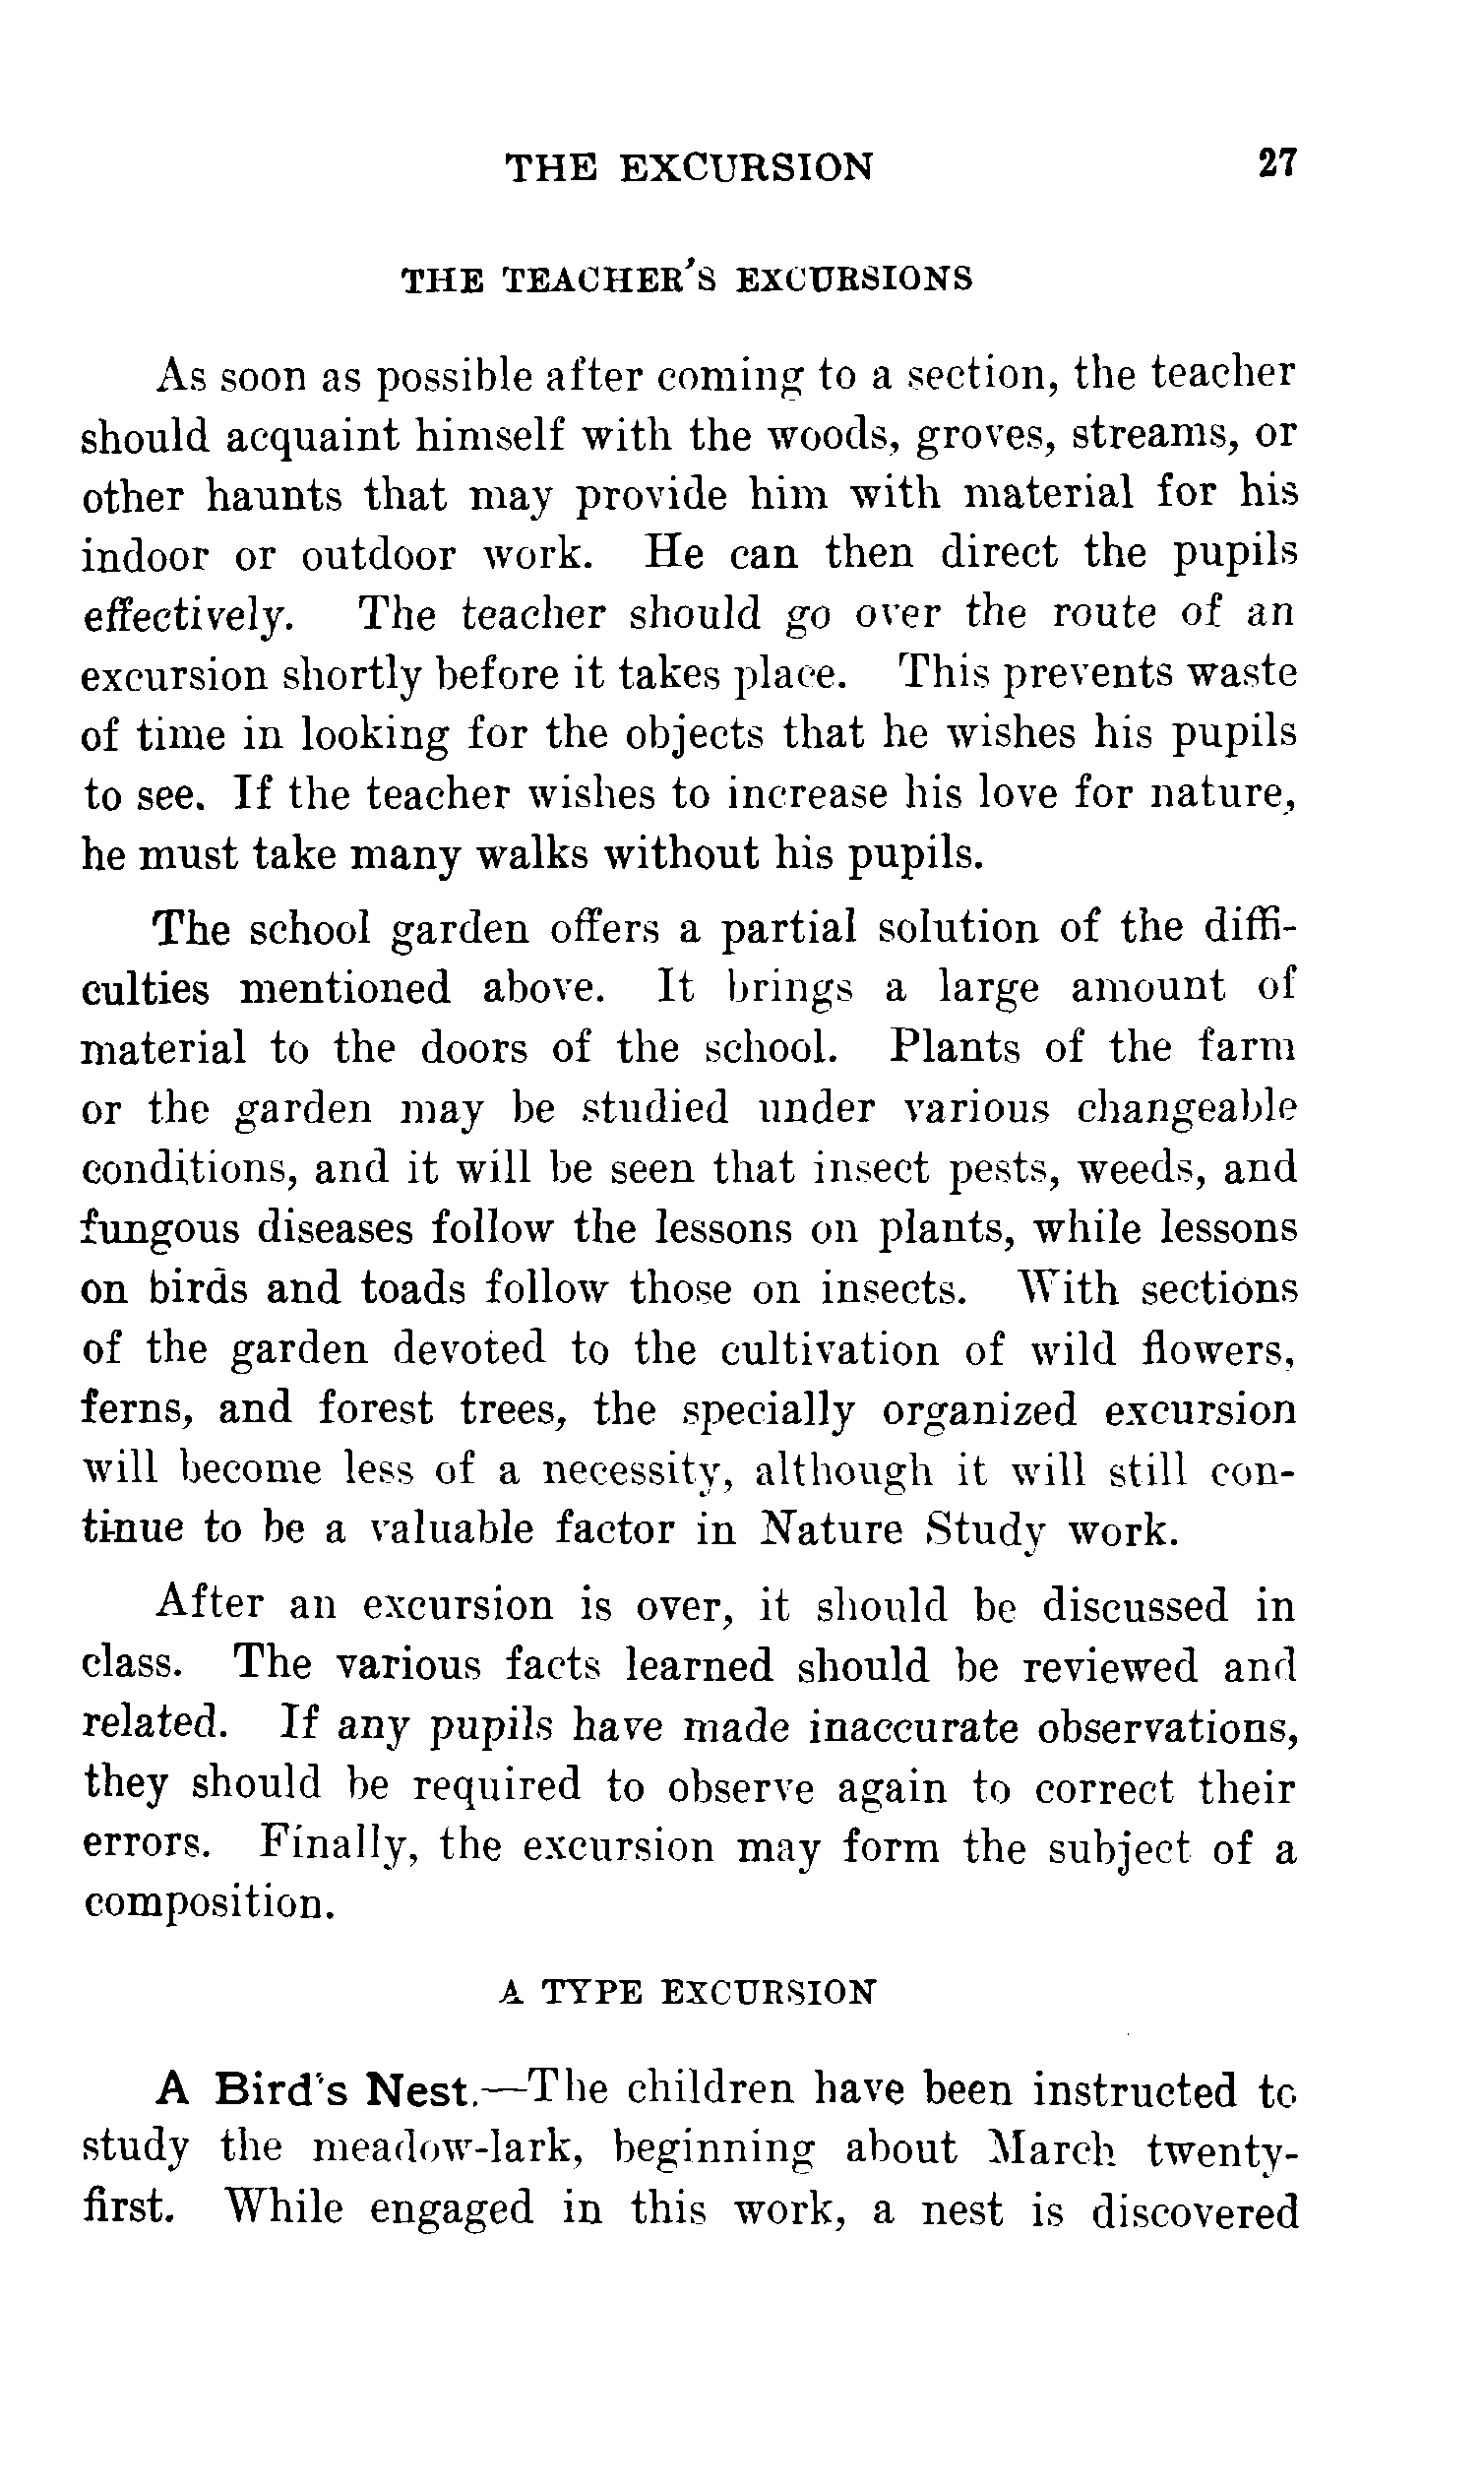 THE EXCURSION 27
THE TEACHER'S EXCURSIONS
As soon as possible after coming to a section, the teacher
should acquaint himself with the woods, groves, streams, or
other haunts that may provide him with material for his
indoor or outdoor work. He can then direct the pupils
effectively. The teacher should go over the route of an
excursion shortly before it takes place. This prevents waste
of time in looking for the objects that he wishes his pupils
to see. If the teacher wishes to increase his love for nature,
he must take many walks without his pupils.
The school garden offers a partial solution of the diffi-
culties mentioned above. It brings a large amount of
material to the doors of the school. Plants of the farm
or the garden may be studied under various changeable
conditions, and it will be seen that insect pests, weeds, and
fungous diseases follow the lessons on plants, while lessons
on birds and toads follow those on insects. With sections
of the garden devoted to the cultivation of wild flowers,
ferns, and forest trees, the specially organized excursion
will become less of a necessity, although it will still con-
tinue to be a valuable factor in Nature Study work.
After an excursion is over, it should be discussed in
class. The various facts learned should be reviewed and
related. If any pupils have made inaccurate observations,
they should be required to observe again to correct their
errors. Finally, the excursion may form the subject of a
composition.
A TYPE EXCURSION
A Bird's Nest.—The children have been instructed to
study the meadow-lark, beginning about March twenty-
first. While engaged in this work, a nest is discovered